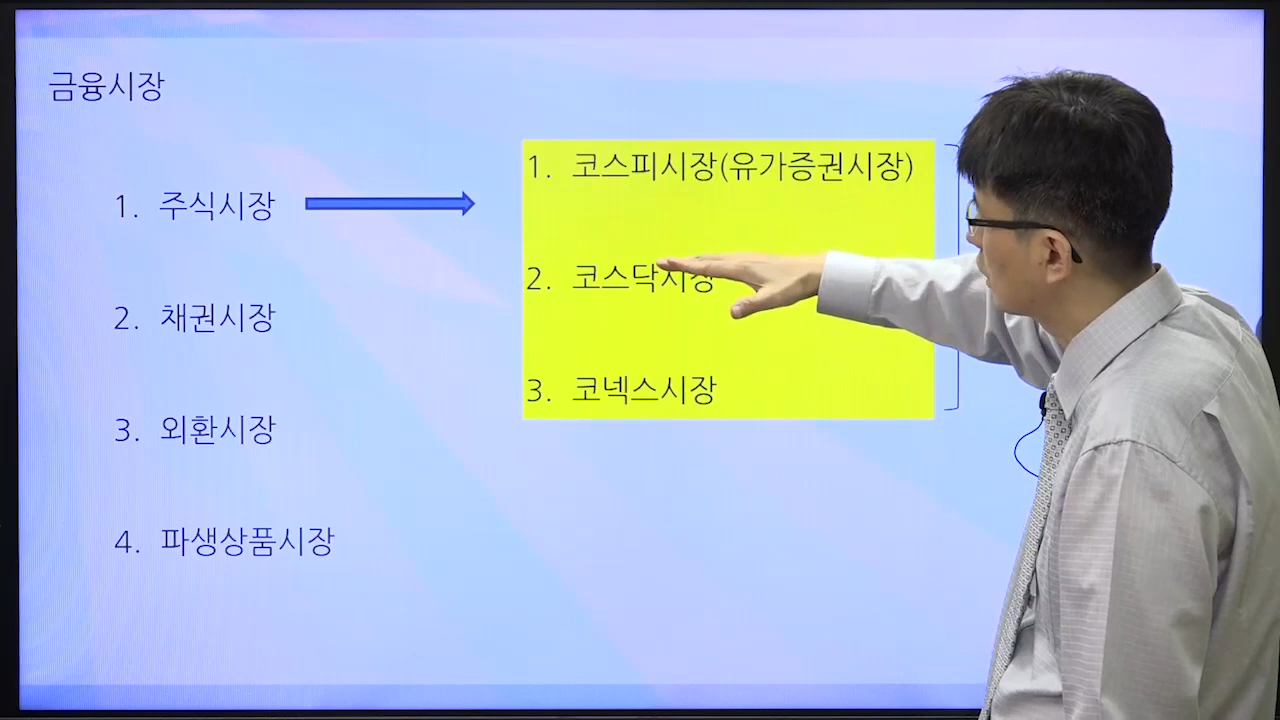 금융시장
1. 주식시장
2. 채권시장
3. 외환시장
4. 파생상품시장
1. 코스피시장(유가증권시장)
2. 코스닥시장
3. 코넥스시장